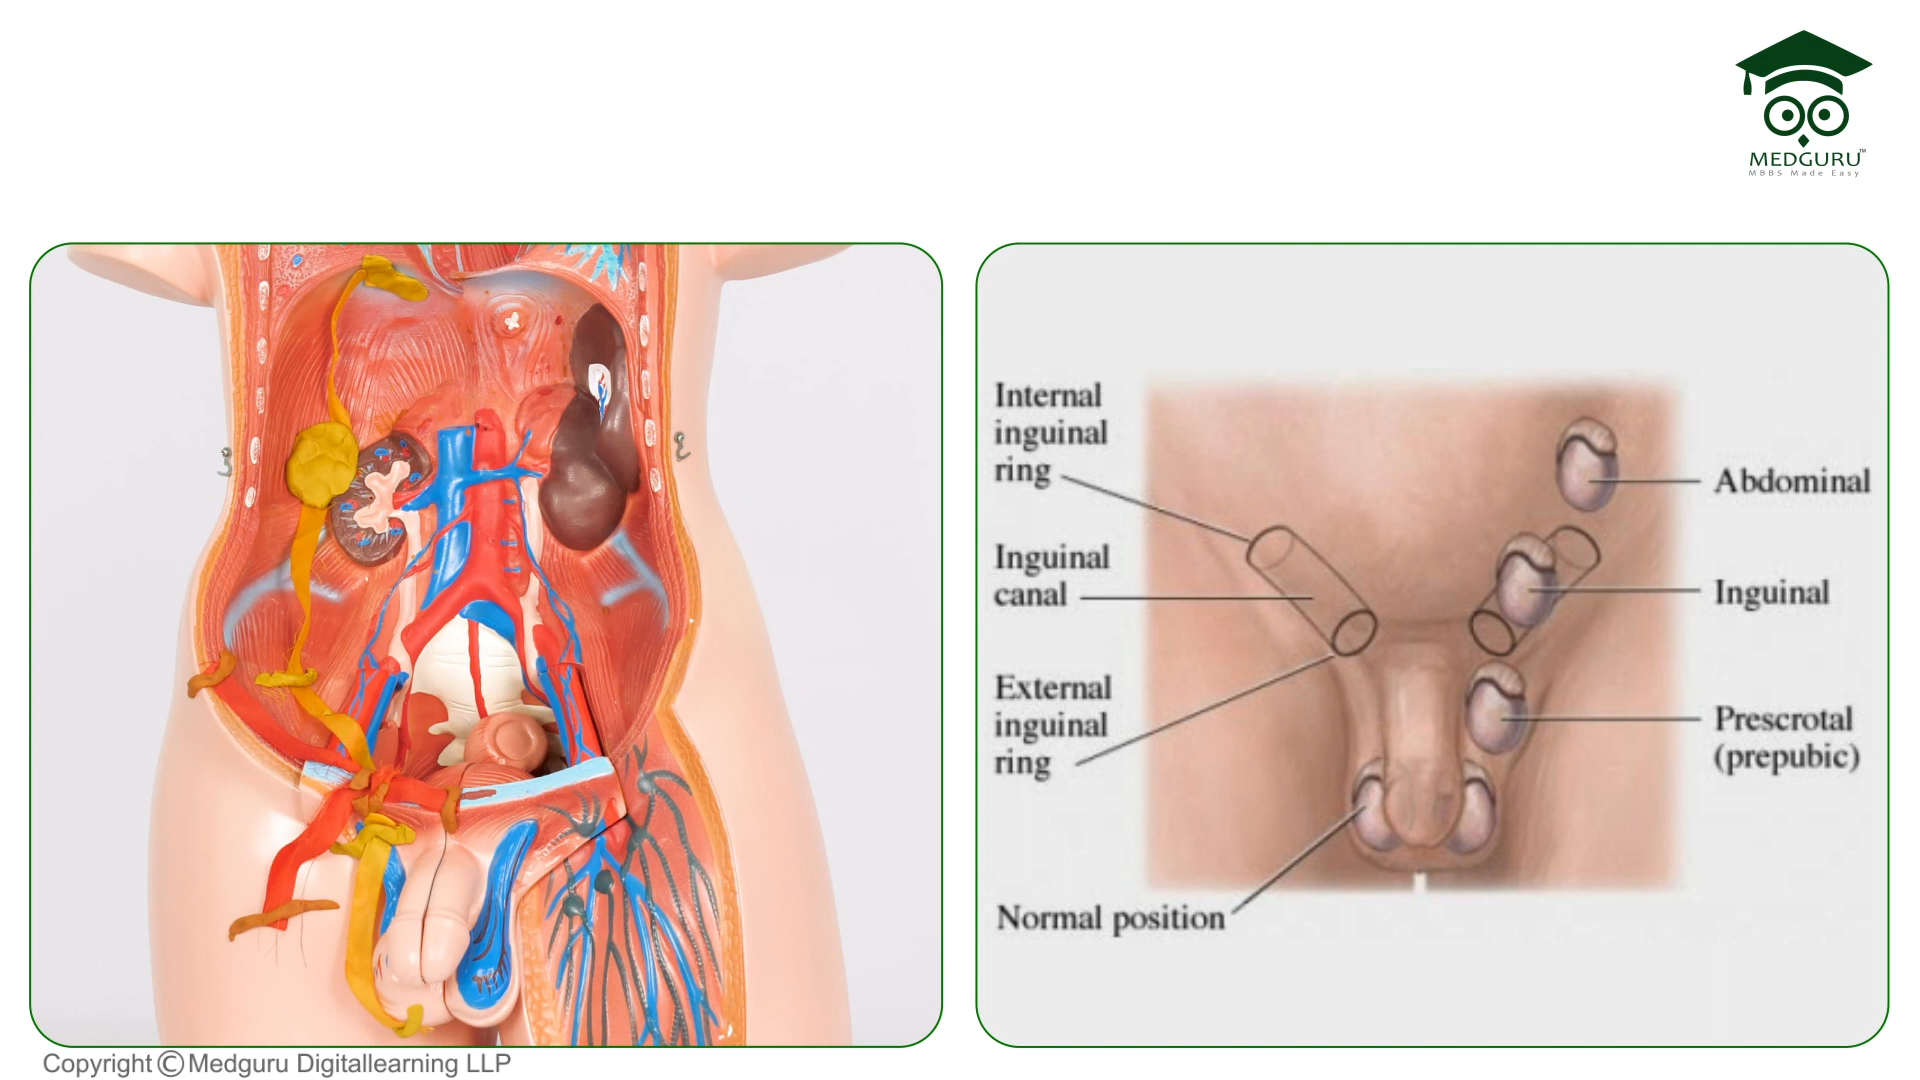 MEDGURU™
MBBS Made Easy
Internal
inguinal
ring
Inguinal
canal
External
inguinal
ring
Normal position
Abdominal
Inguinal
Prescrotal
(prepubic)
Copyright © Medguru Digitallearning LLP